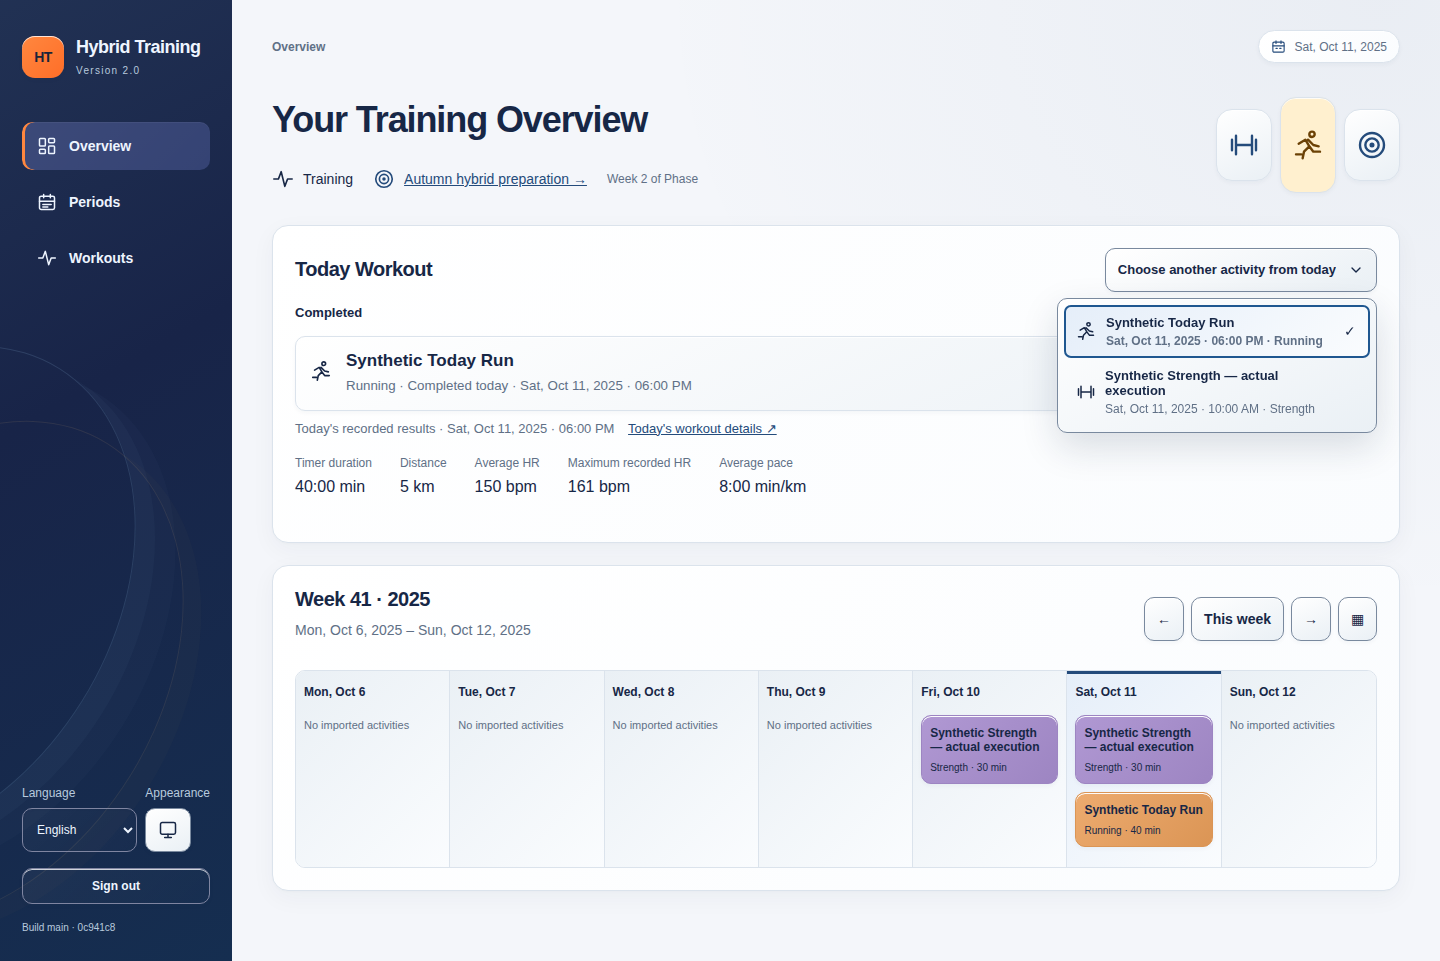 HT
Hybrid Training
Version 2.0
Overview
Periods
Workouts
Language
Appearance
English
Sign out
Build main · 0c941c8
Overview
Sat, Oct 11, 2025
Your Training Overview
Training
Autumn hybrid preparation →
Week 2 of Phase
Today Workout
Choose another activity from today
Synthetic Today Run
Sat, Oct 11, 2025 · 06:00 PM · Running
✓
Synthetic Strength — actual
execution
Sat, Oct 11, 2025 · 10:00 AM · Strength
Completed
Synthetic Today Run
Running · Completed today · Sat, Oct 11, 2025 · 06:00 PM
Today's recorded results · Sat, Oct 11, 2025 · 06:00 PM
Today's workout details ↗
Timer duration
40:00 min
Distance
5 km
Average HR
150 bpm
Maximum recorded HR
161 bpm
Average pace
8:00 min/km
Week 41 · 2025
Mon, Oct 6, 2025 – Sun, Oct 12, 2025
←
This week
→
Mon, Oct 6
No imported activities
Tue, Oct 7
No imported activities
Wed, Oct 8
No imported activities
Thu, Oct 9
No imported activities
Fri, Oct 10
Synthetic Strength
— actual execution
Strength · 30 min
Sat, Oct 11
Synthetic Strength
— actual execution
Strength · 30 min
Synthetic Today Run
Running · 40 min
Sun, Oct 12
No imported activities